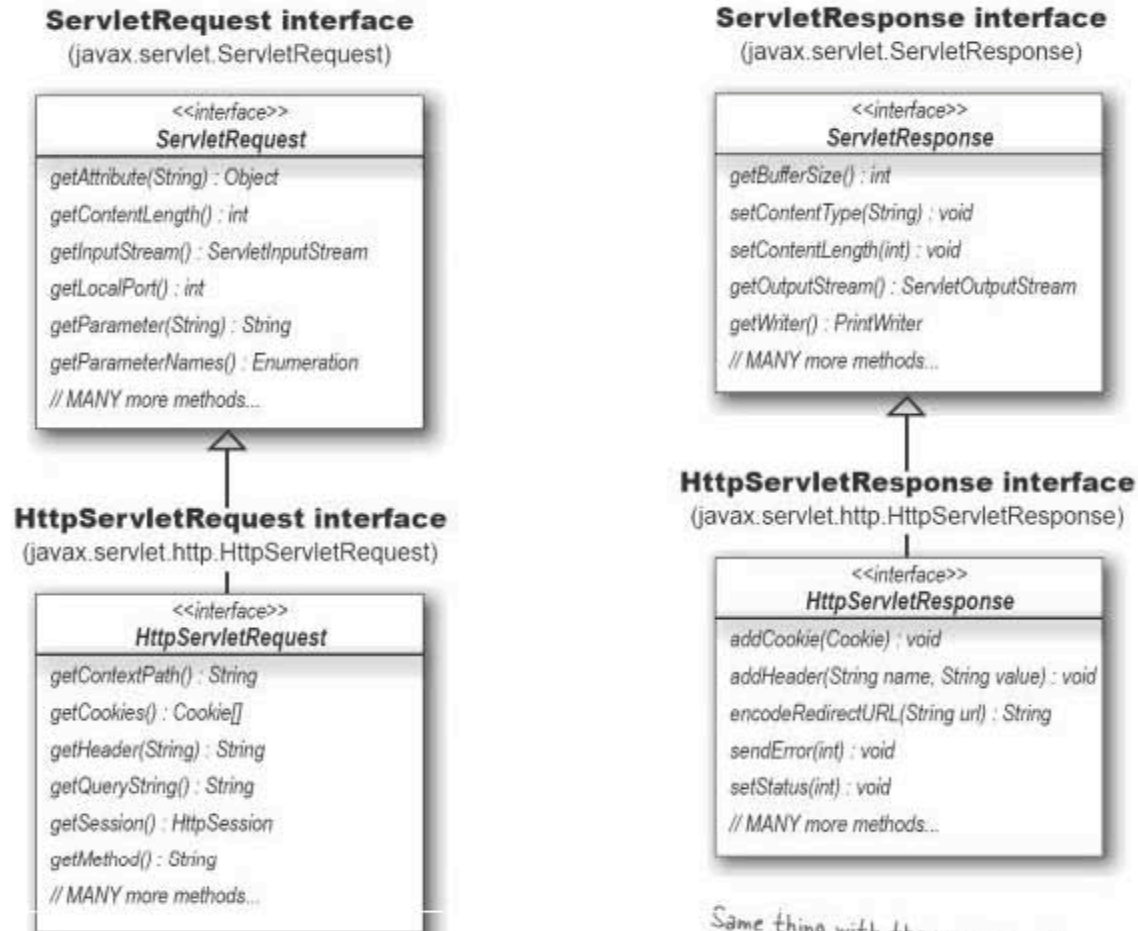 ServletRequest interface
(javax.servlet.ServletRequest)
<<interface>>
ServletRequest
getAttribute(String) : Object
getContentLength() : int
getInputStream() : ServletInputStream
getLocalPort() : int
getParameter(String) : String
getParameterNames() : Enumeration
// MANY more methods...
HttpServletRequest interface
(javax.servlet.http.HttpServletRequest)
<<interface>>
HttpServletRequest
getContextPath() : String
getCookies() : Cookie[]
getHeader(String) : String
getQueryString() : String
getSession() : HttpSession
getMethod() : String
// MANY more methods...
ServletResponse interface
(javax.servlet.ServletResponse)
<<interface>>
ServletResponse
getBufferSize() : int
setContentType(String) : void
setContentLength(int) : void
getOutputStream() : ServletOutputStream
getWriter() : PrintWriter
// MANY more methods...
HttpServletResponse interface
(javax.servlet.http.HttpServletResponse)
<<interface>>
HttpServletResponse
addCookie(Cookie) : void
addHeader(String name, String value) : void
encodeRedirectURL(String url) : String
sendError(int) : void
setStatus(int) : void
// MANY more methods...
Same thing with